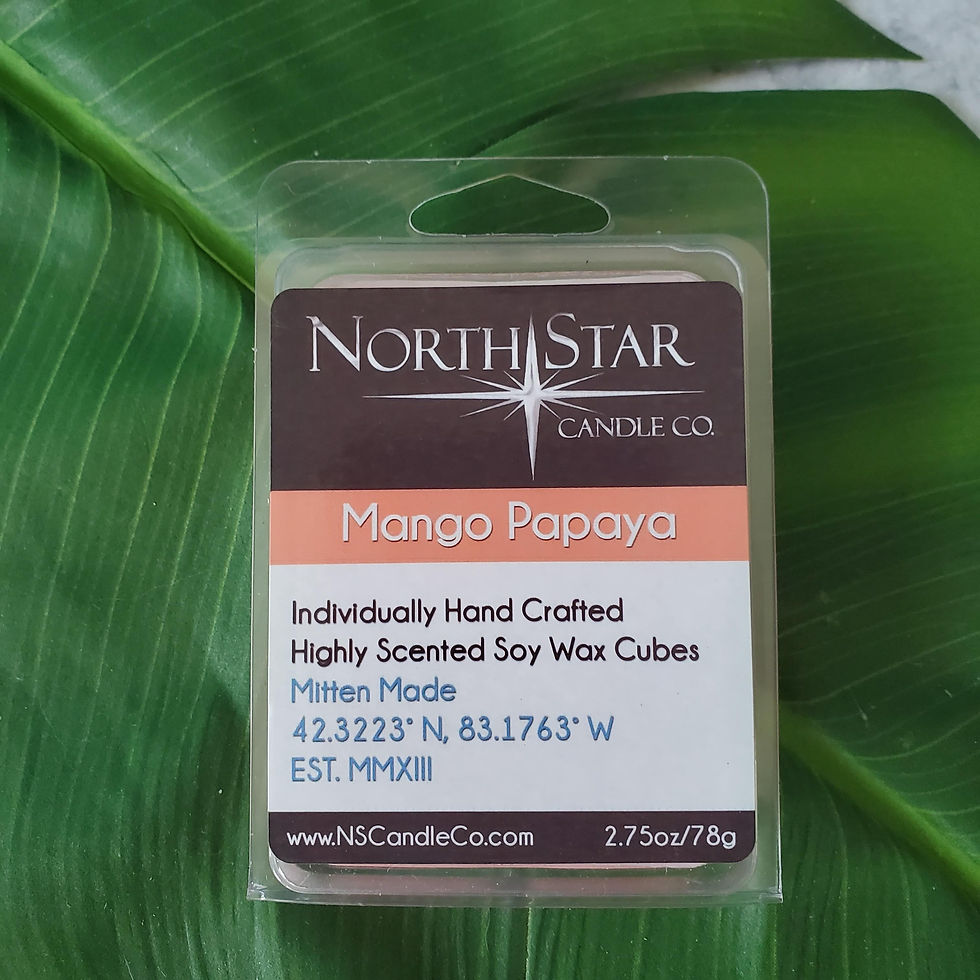 NORTH STAR
CANDLE CO.
Mango Papaya
Individually Hand Crafted
Highly Scented Soy Wax Cubes
Mitten Made
42.3223° N, 83.1763° W
EST. MMXIII
www.NSCandleCo.com 2.75oz/78g